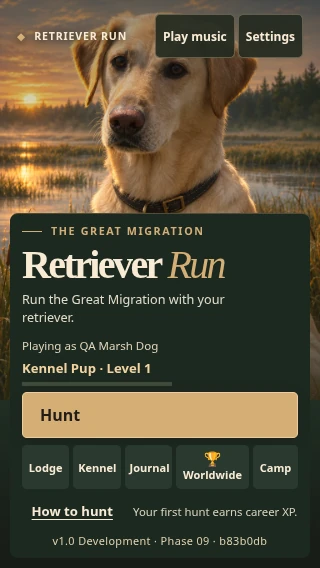 RETRIEVER RUN
Play music
Settings
THE GREAT MIGRATION
Retriever Run
Run the Great Migration with your
retriever.
Playing as QA Marsh Dog
Kennel Pup · Level 1
Hunt
Lodge
Kennel
Journal
🏆
Worldwide
Camp
How to hunt
Your first hunt earns career XP.
v1.0 Development · Phase 09 · b83b0db